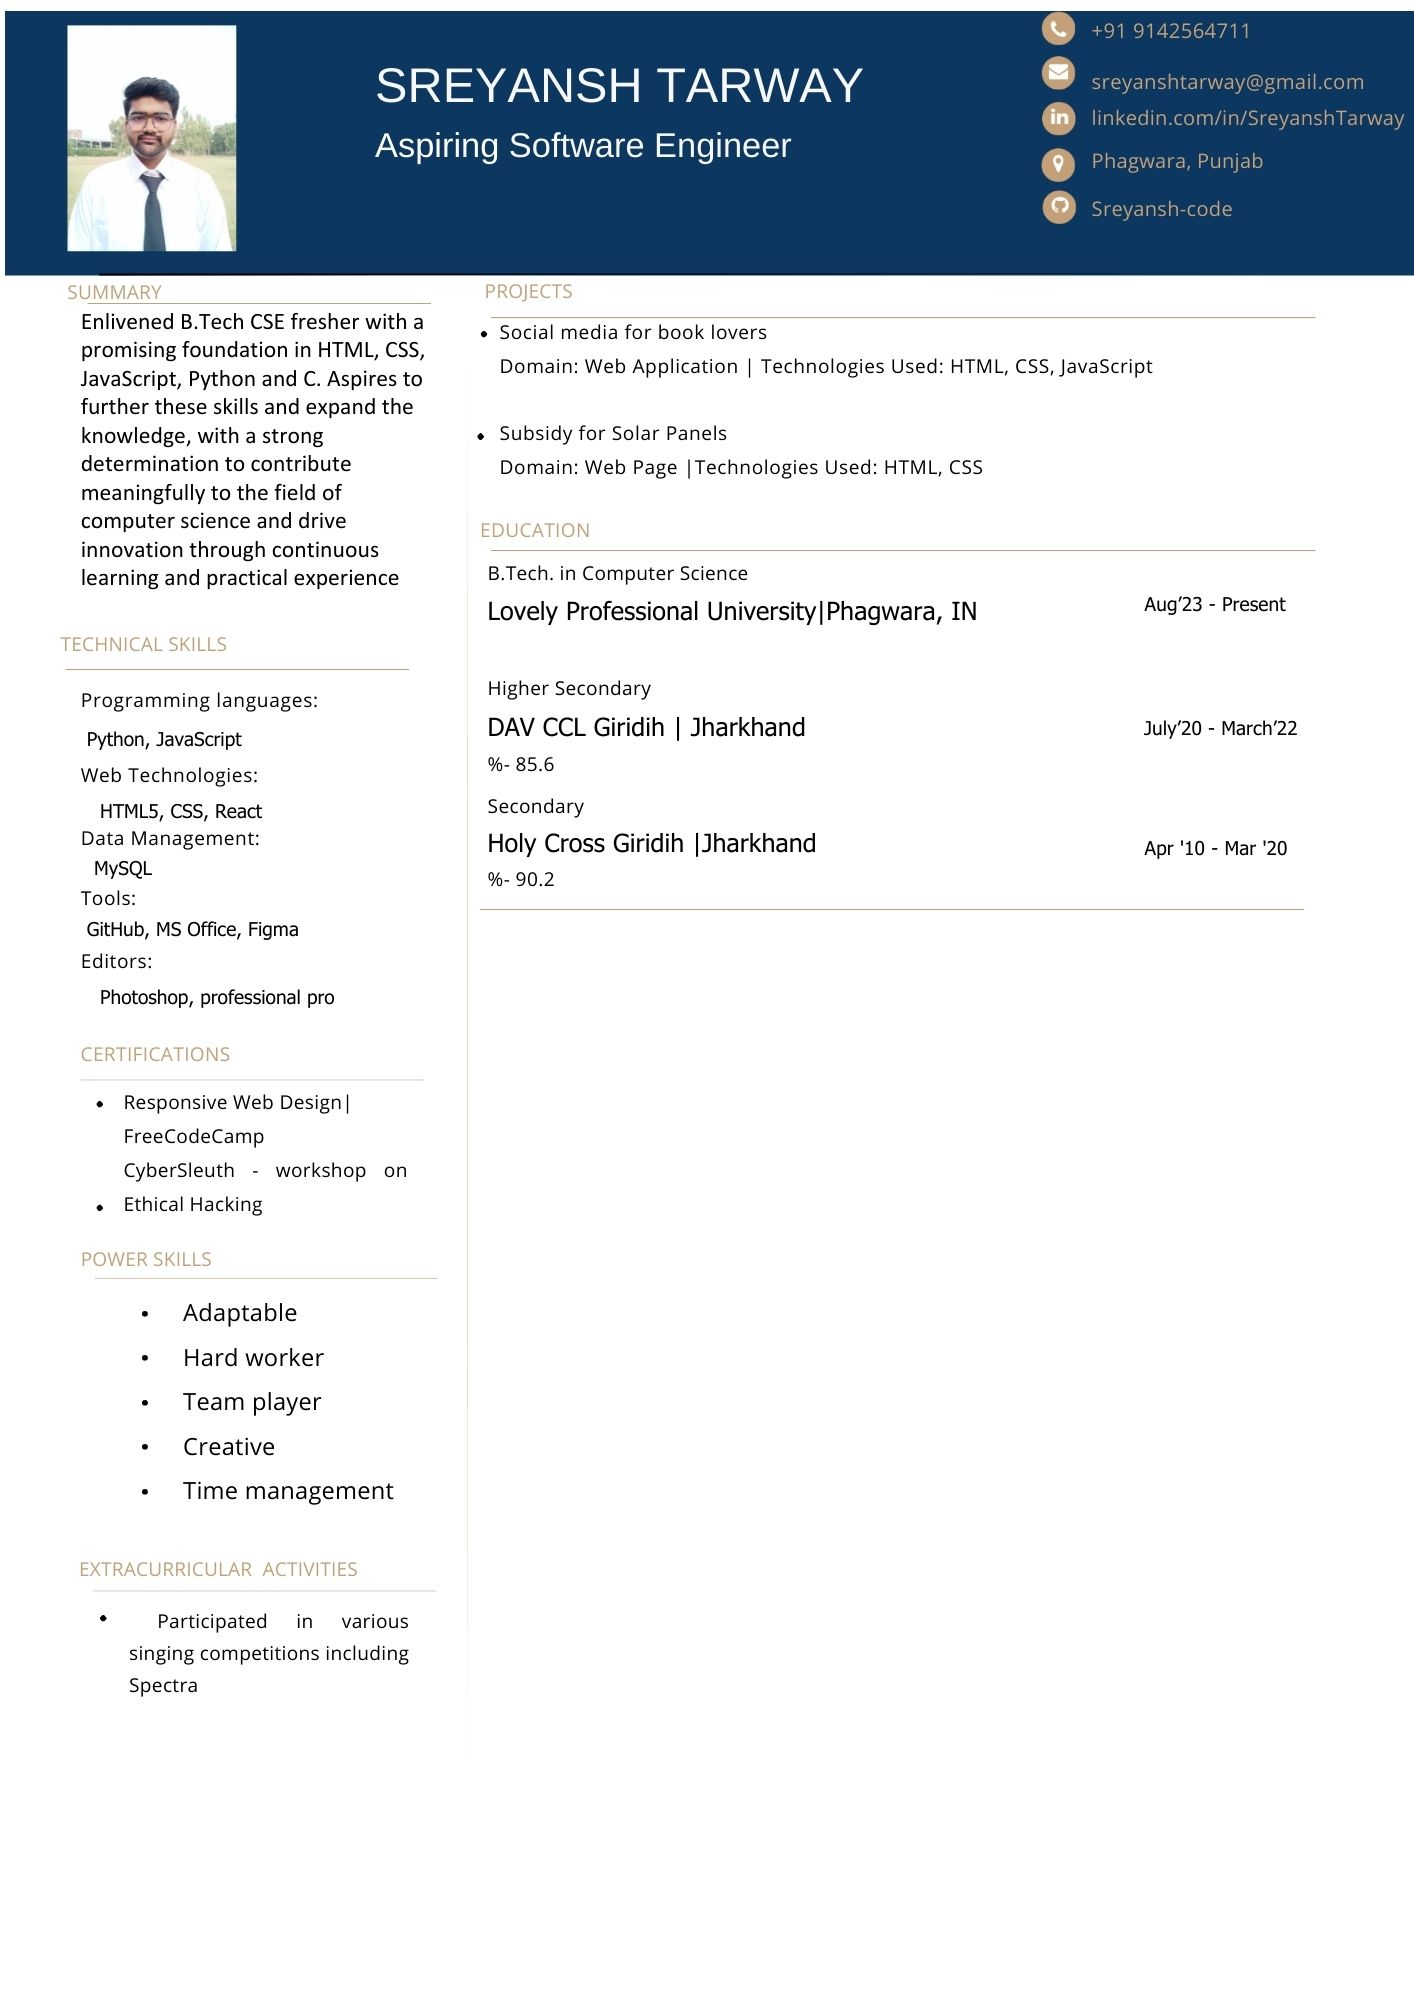 SREYANSH TARWAY
Aspiring Software Engineer
+91 9142564711
sreyanshtarway@gmail.com
linkedin.com/in/SreyanshTarway
Phagwara, Punjab
Sreyansh-code
SUMMARY
Enlivened B.Tech CSE fresher with a
promising foundation in HTML, CSS,
JavaScript, Python and C. Aspires to
further these skills and expand the
knowledge, with a strong
determination to contribute
meaningfully to the field of
computer science and drive
innovation through continuous
learning and practical experience
TECHNICAL SKILLS
Programming languages:
Python, JavaScript
Web Technologies:
HTML5, CSS, React
Data Management:
MySQL
Tools:
GitHub, MS Office, Figma
Editors:
Photoshop, professional pro
CERTIFICATIONS
• Responsive Web Design|
FreeCodeCamp
CyberSleuth - workshop on
• Ethical Hacking
POWER SKILLS
• Adaptable
• Hard worker
• Team player
• Creative
• Time management
EXTRACURRICULAR ACTIVITIES
• Participated in various
singing competitions including
Spectra
PROJECTS
• Social media for book lovers
Domain: Web Application | Technologies Used: HTML, CSS, JavaScript
• Subsidy for Solar Panels
Domain: Web Page |Technologies Used: HTML, CSS
EDUCATION
B.Tech. in Computer Science
Lovely Professional University|Phagwara, IN
Aug’23 - Present
Higher Secondary
DAV CCL Giridih | Jharkhand
July’20 - March’22
%- 85.6
Secondary
Holy Cross Giridih |Jharkhand
Apr '10 - Mar '20
%- 90.2